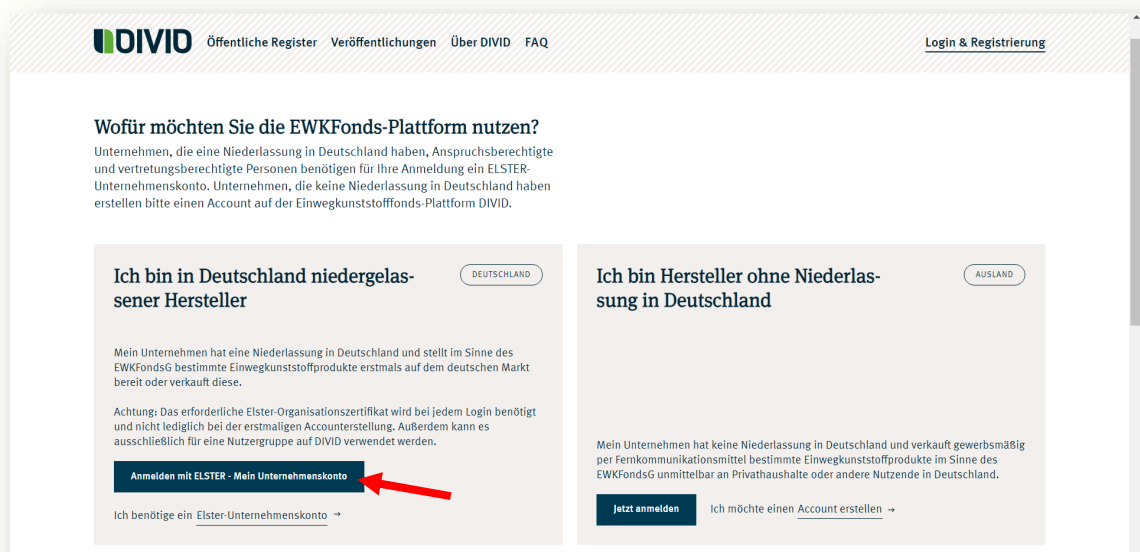 DIVID Öffentliche Register Veröffentlichungen Über DIVID FAQ Login & Registrierung
Wofür möchten Sie die EWKFonds-Plattform nutzen?
Unternehmen, die eine Niederlassung in Deutschland haben, Anspruchsberechtigte
und vertretungsberechtigte Personen benötigen für Ihre Anmeldung ein ELSTER-
Unternehmenskonto. Unternehmen, die keine Niederlassung in Deutschland haben
erstellen bitte einen Account auf der Einwegkunststofffonds-Plattform DIVID.
Ich bin in Deutschland niedergelas-
sener Hersteller
DEUTSCHLAND
Mein Unternehmen hat eine Niederlassung in Deutschland und stellt im Sinne des
EWKFondsG bestimmte Einwegkunststoffprodukte erstmals auf dem deutschen Markt
bereit oder verkauft diese.
Achtung: Das erforderliche Elster-Organisationszertifikat wird bei jedem Login benötigt
und nicht lediglich bei der erstmaligen Accounterstellung. Außerdem kann es
ausschließlich für eine Nutzergruppe auf DIVID verwendet werden.
Anmelden mit ELSTER - Mein Unternehmenskonto
Ich benötige ein Elster-Unternehmenskonto →
Ich bin Hersteller ohne Niederlas-
sung in Deutschland
AUSLAND
Mein Unternehmen hat keine Niederlassung in Deutschland und verkauft gewerbsmäßig
per Fernkommunikationsmittel bestimmte Einwegkunststoffprodukte im Sinne des
EWKFondsG unmittelbar an Privathaushalte oder andere Nutzende in Deutschland.
Jetzt anmelden Ich möchte einen Account erstellen →